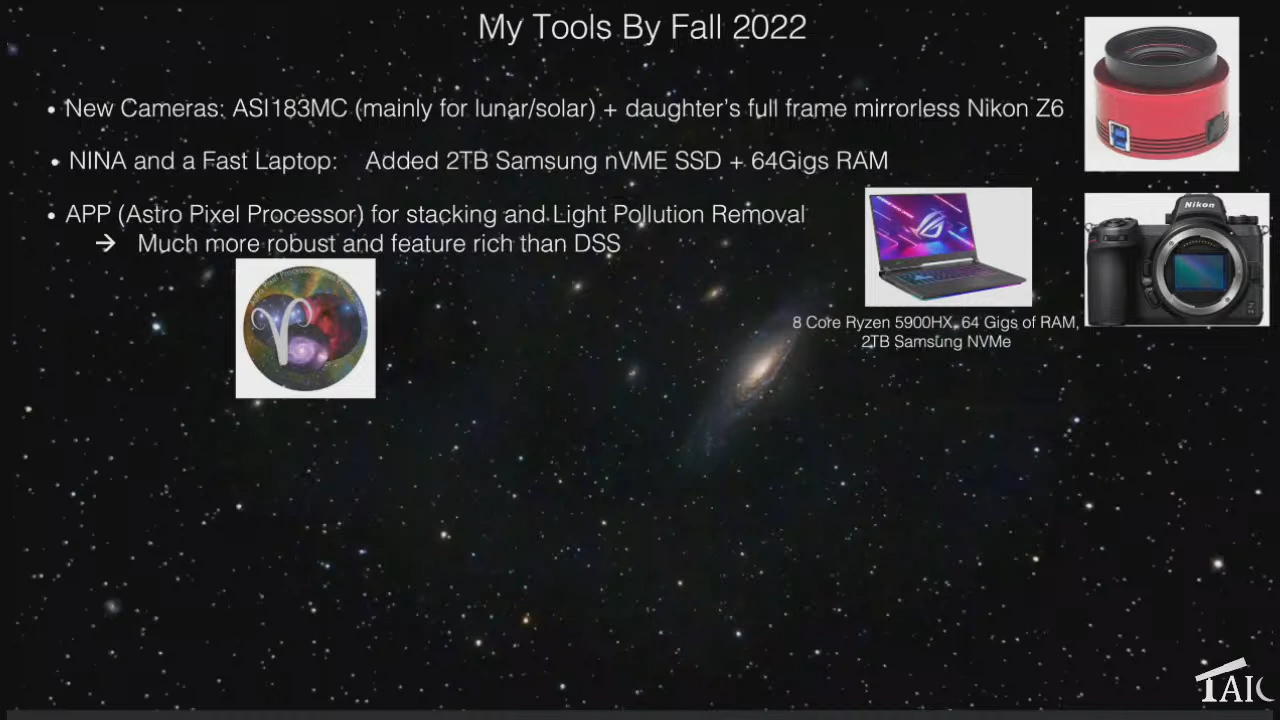 My Tools By Fall 2022
• New Cameras: ASI183MC (mainly for lunar/solar) + daughter's full frame mirrorless Nikon Z6
• NINA and a Fast Laptop: Added 2TB Samsung nVME SSD + 64Gigs RAM
• APP (Astro Pixel Processor) for stacking and Light Pollution Removal
→ Much more robust and feature rich than DSS
Nikon
8 Core Ryzen 5900HX, 64 Gigs of RAM,
2TB Samsung NVMe
Astro Pixel Processor
TAIC